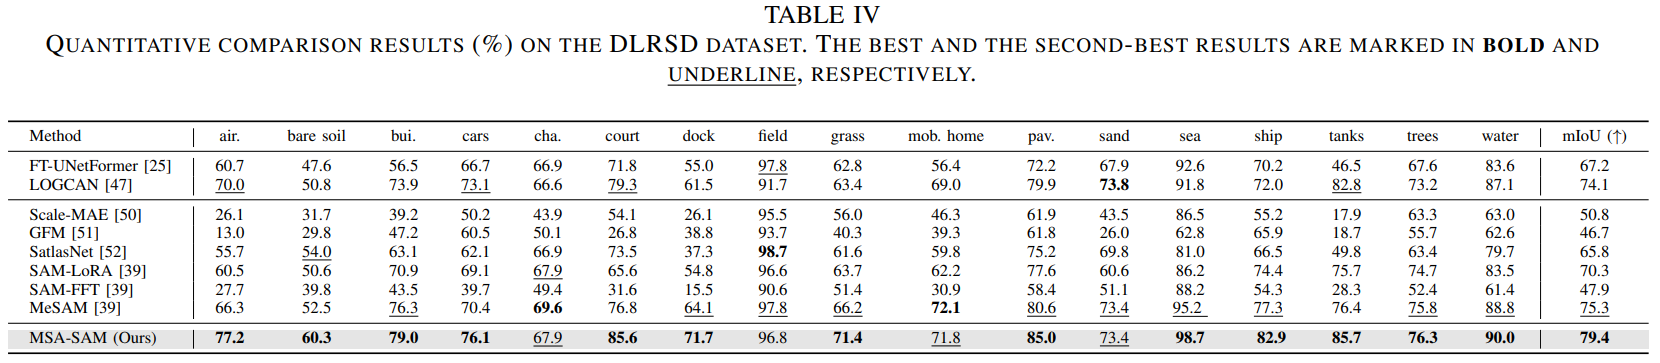 TABLE IV
QUANTITATIVE COMPARISON RESULTS (%) ON THE DLRSD DATASET. THE BEST AND THE SECOND-BEST RESULTS ARE MARKED IN BOLD AND
UNDERLINE, RESPECTIVELY.
Method air. bare soil bui. cars cha. court dock field grass mob. home pav. sand sea ship tanks trees water mIoU (↑)
FT-UNetFormer [25] 60.7 47.6 56.5 66.7 66.9 71.8 55.0 97.8 62.8 56.4 72.2 67.9 92.6 70.2 46.5 67.6 83.6 67.2
LOGCAN [47] 70.0 50.8 73.9 73.1 66.6 79.3 61.5 91.7 63.4 69.0 79.9 73.8 91.8 72.0 82.8 73.2 87.1 74.1
Scale-MAE [50] 26.1 31.7 39.2 50.2 43.9 54.1 26.1 95.5 56.0 46.3 61.9 43.5 86.5 55.2 17.9 63.3 63.0 50.8
GFM [51] 13.0 29.8 47.2 60.5 50.1 26.8 38.8 93.7 40.3 39.3 61.8 26.0 62.8 65.9 18.7 55.7 62.6 46.7
SatlasNet [52] 55.7 54.0 63.1 62.1 66.9 73.5 37.3 98.7 61.6 59.8 75.2 69.8 81.0 66.5 49.8 63.4 79.7 65.8
SAM-LoRA [39] 60.5 50.6 70.9 69.1 67.9 65.6 54.8 96.6 63.7 62.2 77.6 60.6 86.2 74.4 75.7 74.7 83.5 70.3
SAM-FFT [39] 27.7 39.8 43.5 39.7 49.4 31.6 15.5 90.6 51.4 30.9 58.4 51.1 88.2 54.3 28.3 52.4 61.4 47.9
MeSAM [39] 66.3 52.5 76.3 70.4 69.6 76.8 64.1 97.8 66.2 72.1 80.6 73.4 95.2 77.3 76.4 75.8 88.8 75.3
MSA-SAM (Ours) 77.2 60.3 79.0 76.1 67.9 85.6 71.7 96.8 71.4 71.8 85.0 73.4 98.7 82.9 85.7 76.3 90.0 79.4